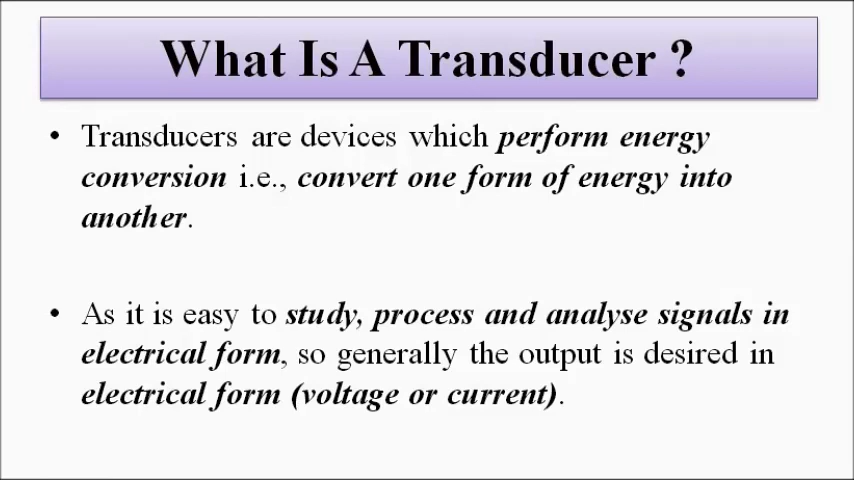 What Is A Transducer ?
• Transducers are devices which perform energy
conversion i.e., convert one form of energy into
another.
• As it is easy to study, process and analyse signals in
electrical form, so generally the output is desired in
electrical form (voltage or current).